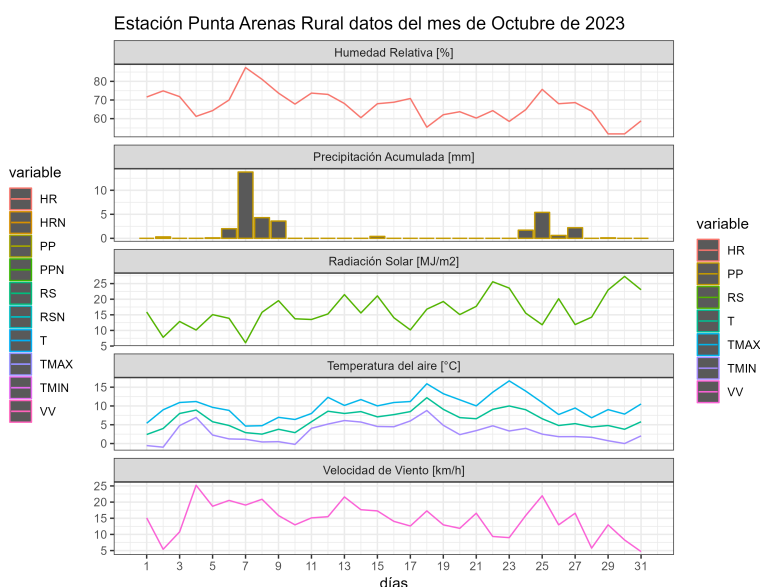 Estación Punta Arenas Rural datos del mes de Octubre de 2023
Humedad Relativa [%]
80
70
60
Precipitación Acumulada [mm]
10
5
0
Radiación Solar [MJ/m2]
25
20
15
10
5
Temperatura del aire [°C]
15
10
5
0
Velocidad de Viento [km/h]
25
20
15
10
5
1 3 5 7 9 11 13 15 17 19 21 23 25 27 29 31
días
variable
HR
HRN
PP
PPN
RS
RSN
T
TMAX
TMIN
VV
variable
HR
PP
RS
T
TMAX
TMIN
VV